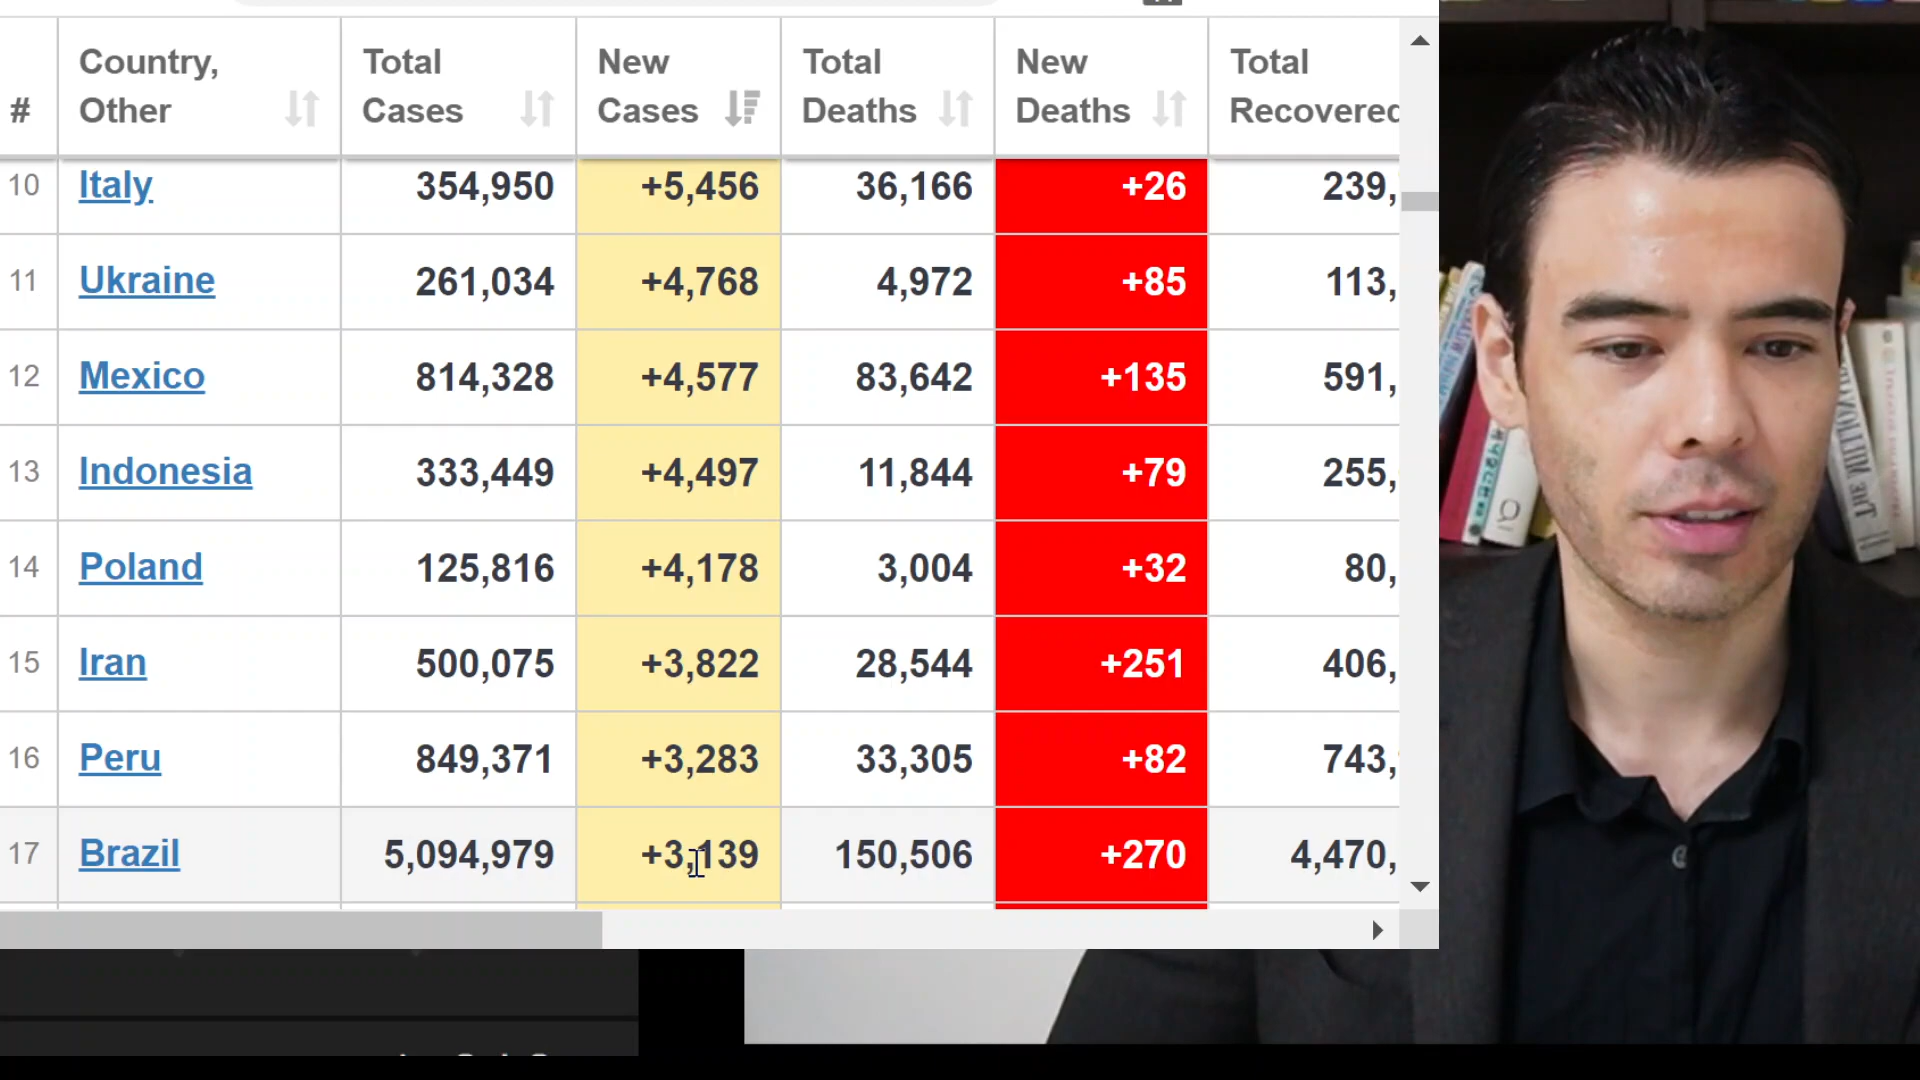 # Country, Other Total Cases New Cases Total Deaths New Deaths Total Recovered
10 Italy 354,950 +5,456 36,166 +26 239,
11 Ukraine 261,034 +4,768 4,972 +85 113,
12 Mexico 814,328 +4,577 83,642 +135 591,
13 Indonesia 333,449 +4,497 11,844 +79 255,
14 Poland 125,816 +4,178 3,004 +32 80,
15 Iran 500,075 +3,822 28,544 +251 406,
16 Peru 849,371 +3,283 33,305 +82 743,
17 Brazil 5,094,979 +3,139 150,506 +270 4,470,